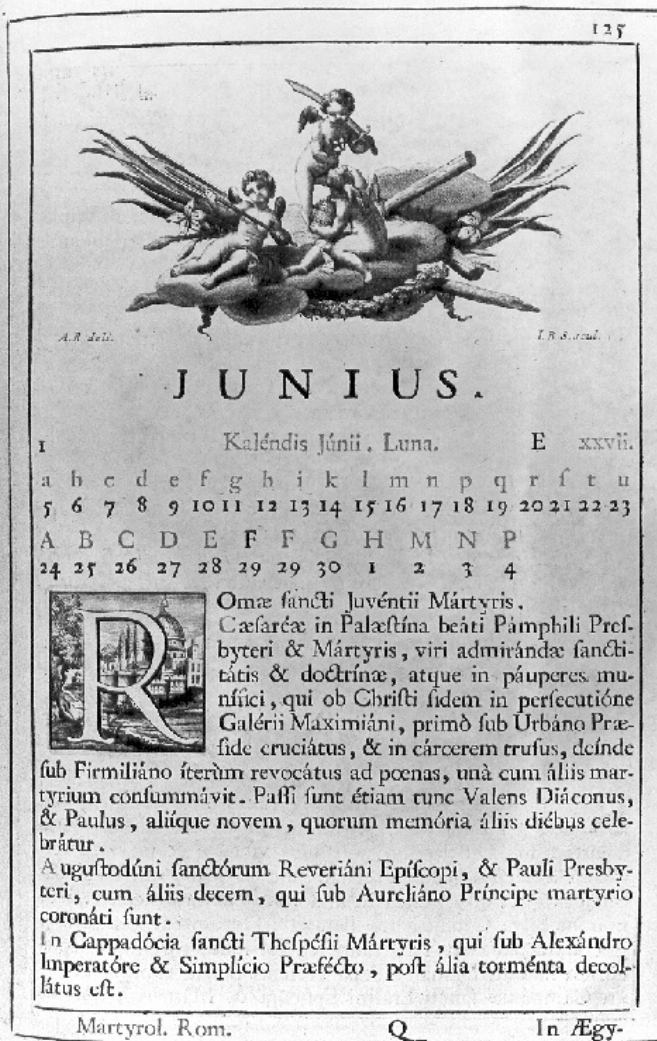 125
A.R. deli.
I.R.S. scul.
JUNIUS.
1 Kaléndis Júnii. Luna. E xxvii.
a b c d e f g h i k l m n p q r ſ t u
5 6 7 8 9 10 11 12 13 14 15 16 17 18 19 20 21 22 23
A B C D E F F G H M N P
24 25 26 27 28 29 29 30 1 2 3 4
ROmæ ſancti Juvéntii Mártyris.
Cæſaréæ in Palæſtína beáti Pámphili Preſ-
byteri & Mártyris, viri admirándæ ſancti-
tátis & doctrínæ, atque in páuperes mu-
nífici, qui ob Chriſti fidem in perſecutióne
Galérii Maximiáni, primò ſub Urbáno Præ-
ſide cruciátus, & in cárcerem truſus, deínde
ſub Firmiliáno íterùm revocátus ad pœnas, unà cum áliis mar-
tyrium conſummávit. Paſſi ſunt étiam tunc Valens Diáconus,
& Paulus, aliíque novem, quorum memória áliis diébus cele-
brátur.
Auguſtodúni ſanctórum Reveriáni Epíſcopi, & Pauli Presby-
teri, cum áliis decem, qui ſub Aureliáno Príncipe martyrio
coronáti ſunt.
In Cappadócia ſancti Theſpéſii Mártyris, qui ſub Alexándro
Imperatóre & Simplício Præfécto, poſt ália torménta decol-
látus eſt.
Martyrol. Rom. Q In Ægy-